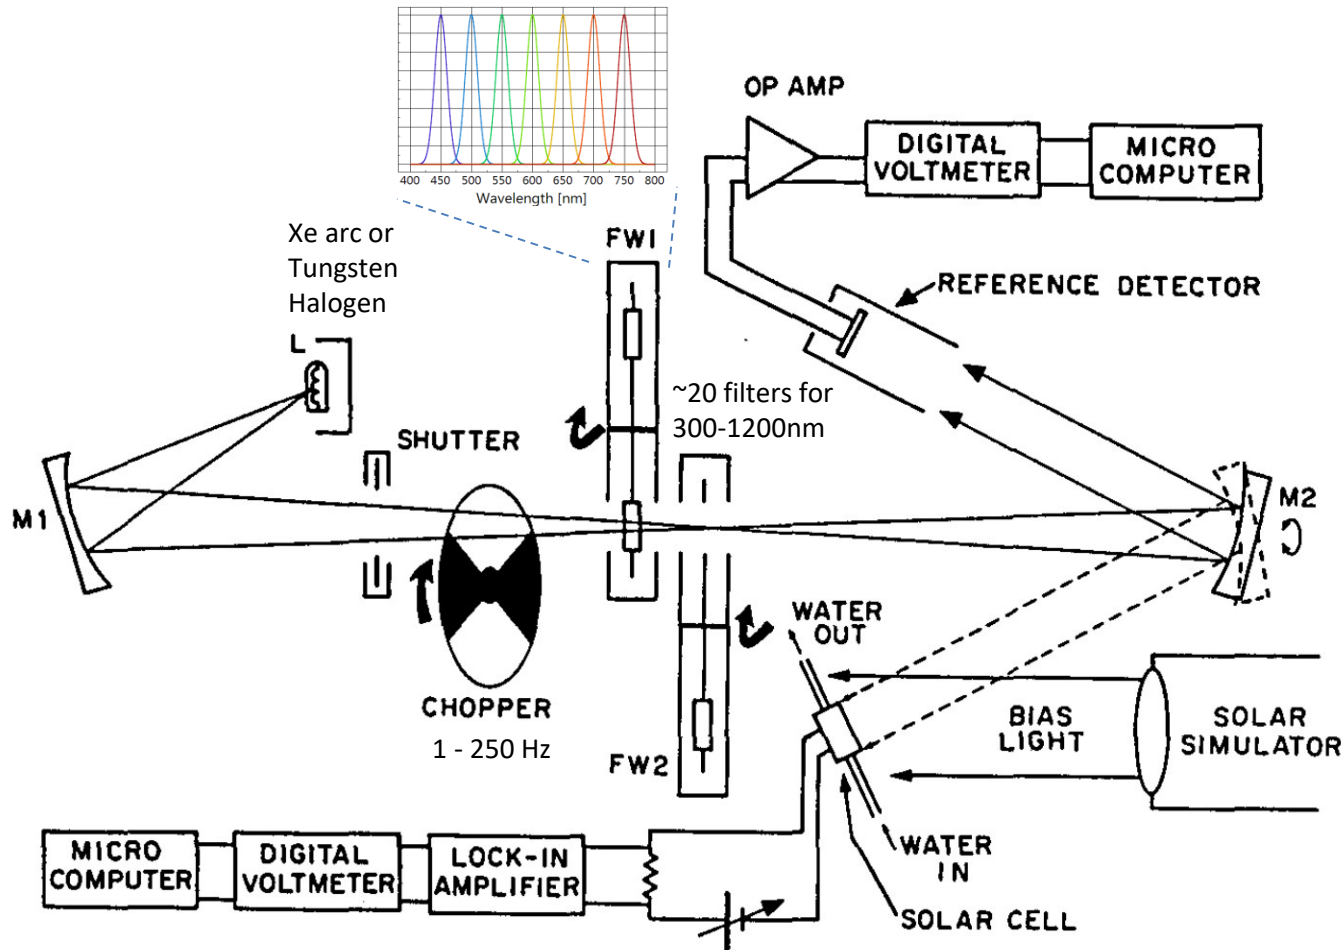 400 450 500 550 600 650 700 750 800
Wavelength [nm]
OP AMP
DIGITAL
VOLTMETER
MICRO
COMPUTER
Xe arc or
Tungsten
Halogen
FW1
REFERENCE DETECTOR
L
~20 filters for
300-1200nm
SHUTTER
M1
M2
WATER
OUT
CHOPPER
1 - 250 Hz
FW2
BIAS
LIGHT
SOLAR
SIMULATOR
MICRO
COMPUTER
DIGITAL
VOLTMETER
LOCK-IN
AMPLIFIER
WATER
IN
SOLAR CELL